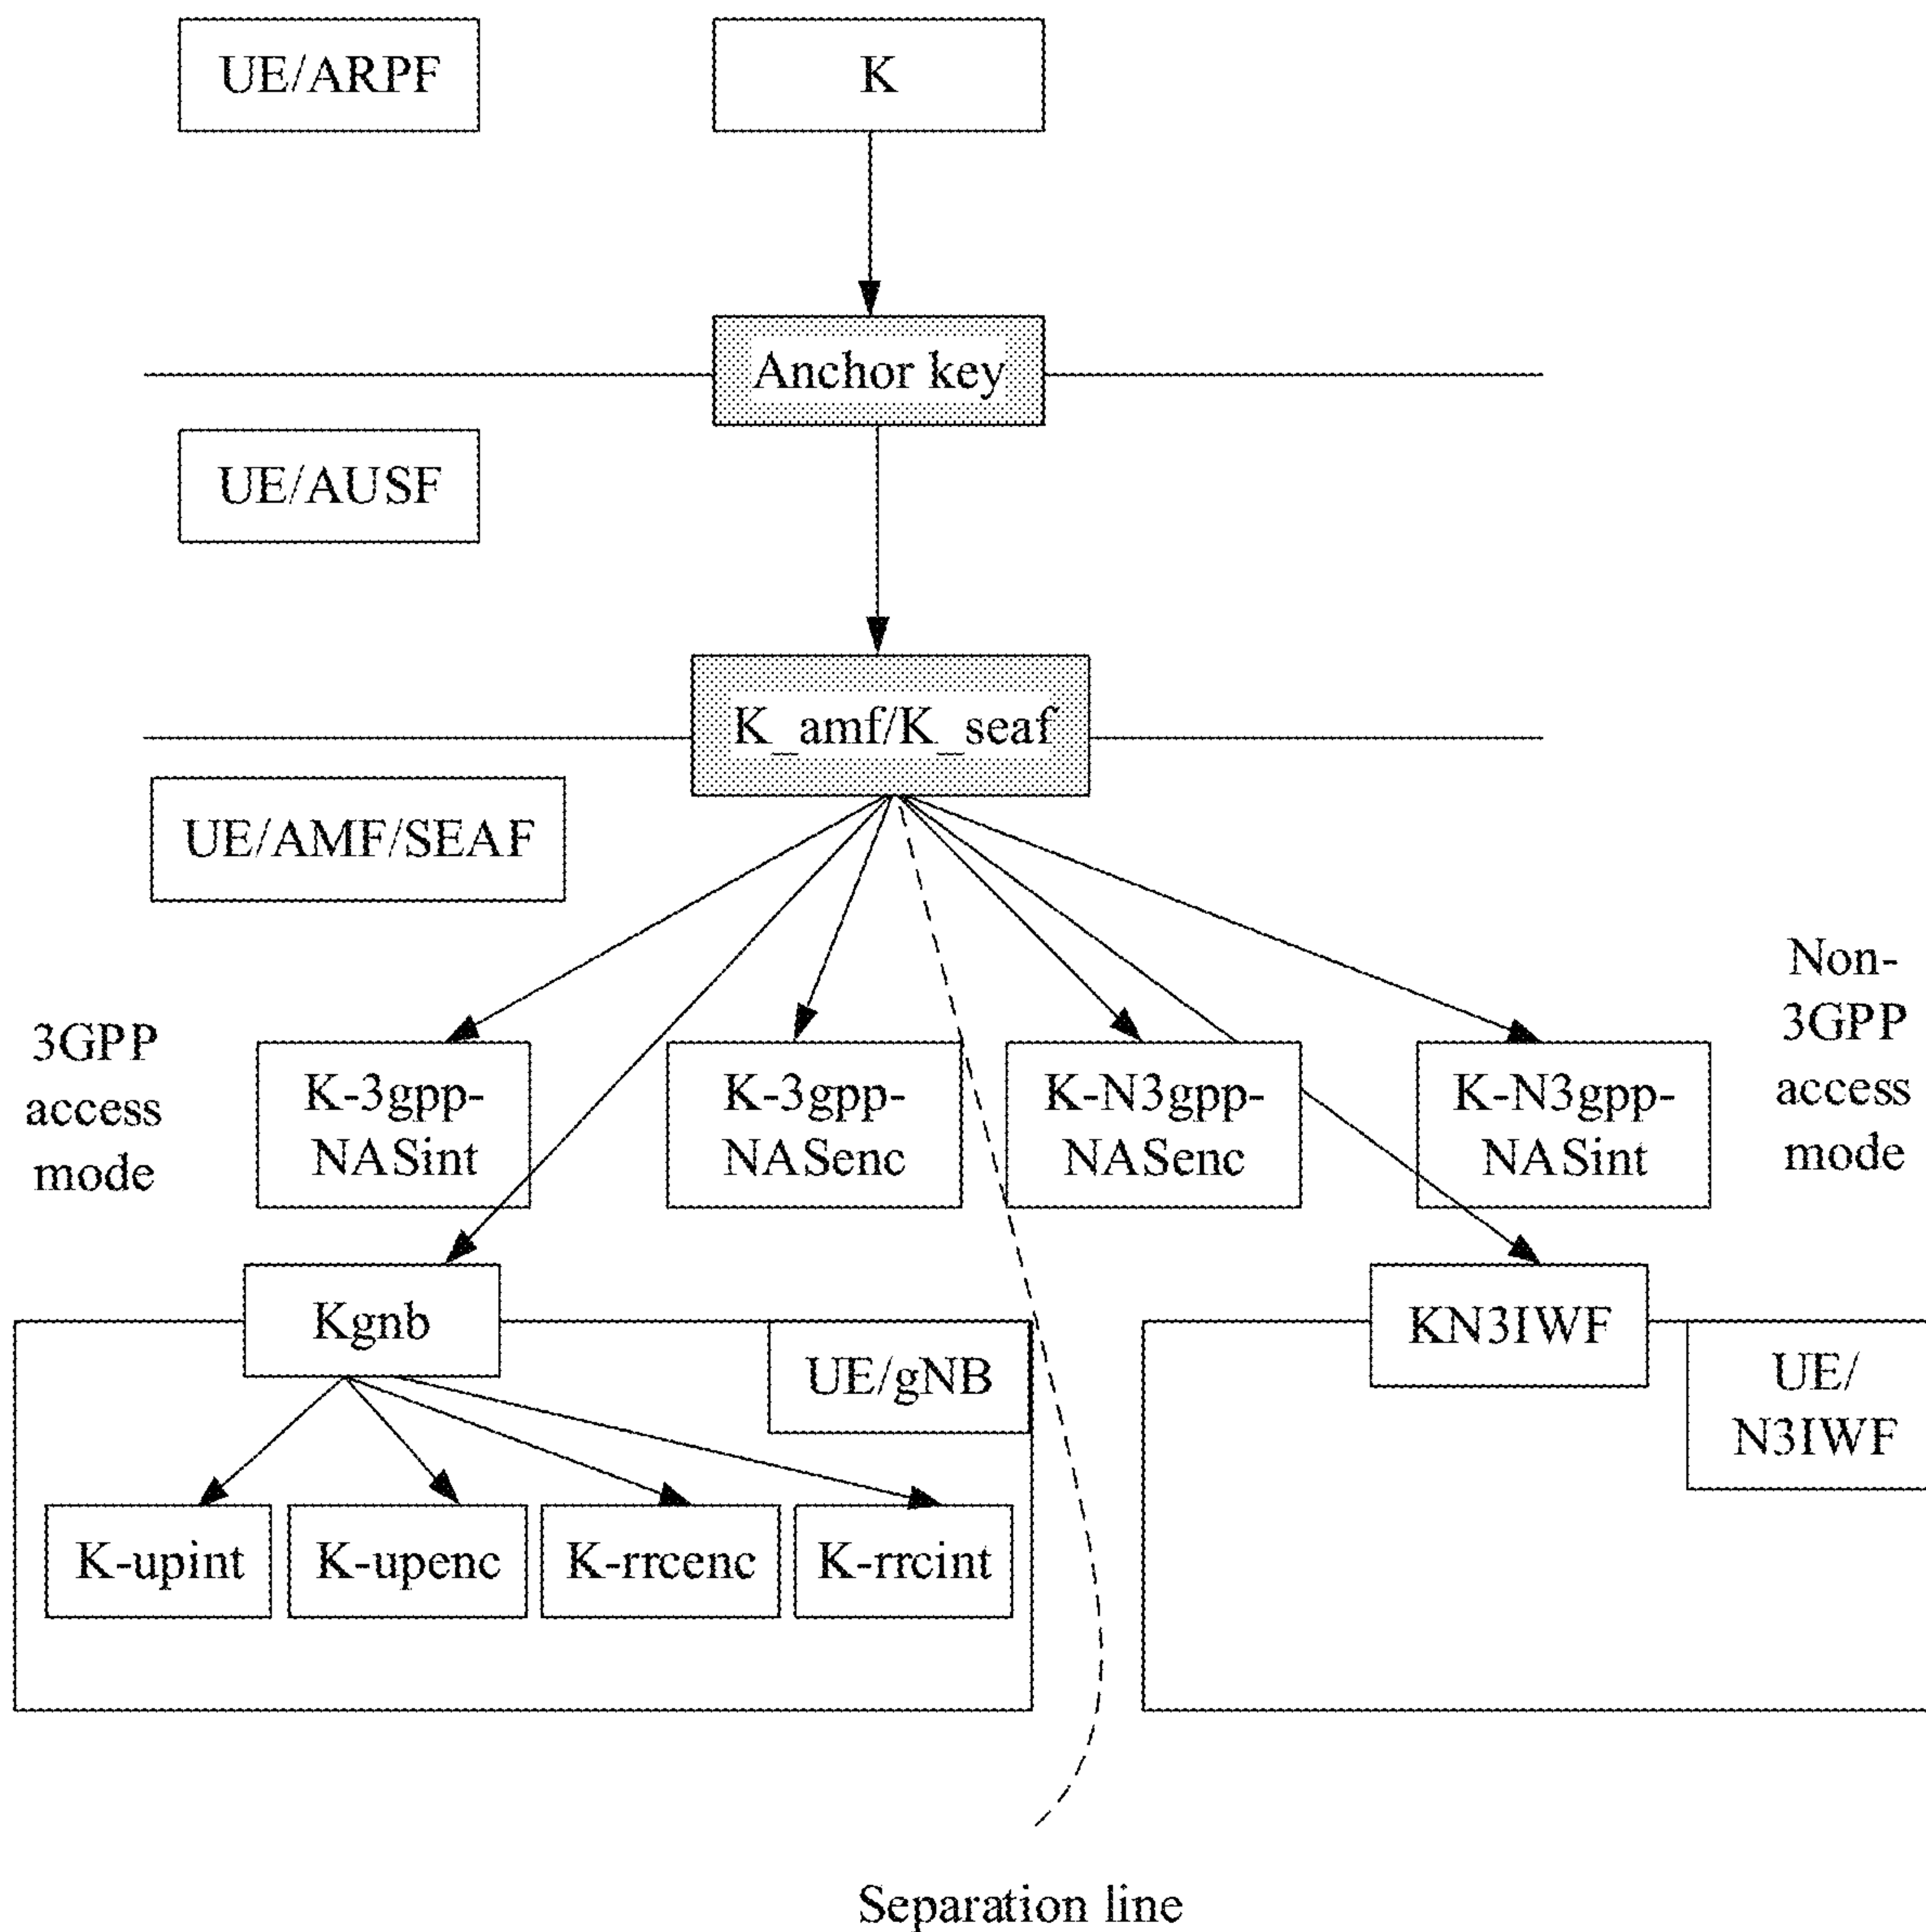 UE/ARPF
K
Anchor key
UE/AUSF
K_amf/K_seaf
UE/AMF/SEAF
3GPP
access
mode
Non-
3GPP
access
mode
K-3gpp-
NASint
K-3gpp-
NASenc
K-N3gpp-
NASenc
K-N3gpp-
NASint
Kgnb
UE/gNB
KN3IWF
UE/
N3IWF
K-upint
K-upenc
K-rrcenc
K-rrcint
Separation line